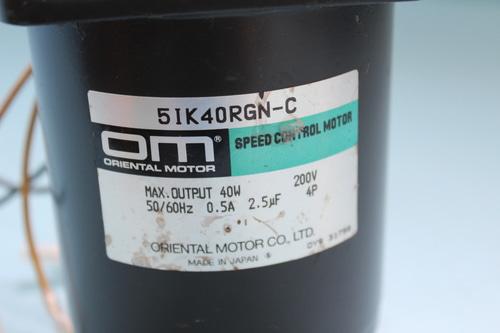 5IK40RGN-C
OM®
ORIENTAL MOTOR
SPEED CONTROL MOTOR
MAX.OUTPUT 40W 200V
50/60Hz 0.5A 2.5µF 4P
ORIENTAL MOTOR CO., LTD.
MADE IN JAPAN